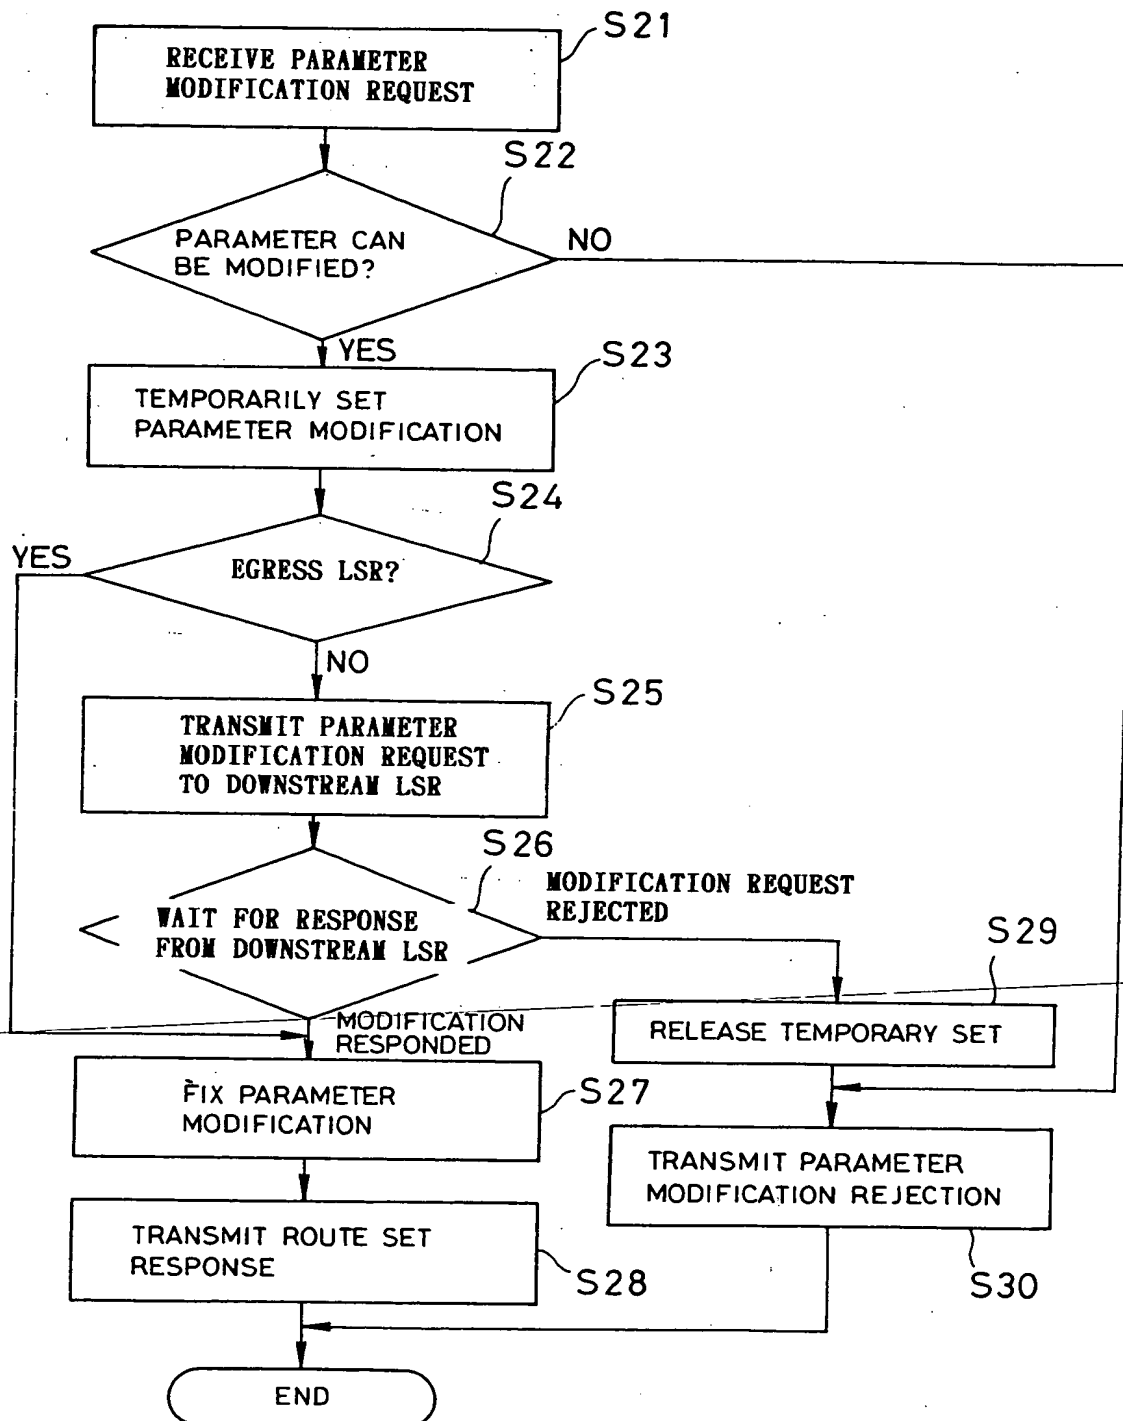 S21
RECEIVE PARAMETER
MODIFICATION REQUEST
S22
PARAMETER CAN
BE MODIFIED?
NO
YES
S23
TEMPORARILY SET
PARAMETER MODIFICATION
S24
YES
EGRESS LSR?
NO
S25
TRANSMIT PARAMETER
MODIFICATION REQUEST
TO DOWNSTREAM LSR
S26
WAIT FOR RESPONSE
FROM DOWNSTREAM LSR
MODIFICATION REQUEST
REJECTED
S29
MODIFICATION
RESPONDED
RELEASE TEMPORARY SET
FIX PARAMETER
MODIFICATION
S27
TRANSMIT PARAMETER
MODIFICATION REJECTION
S30
TRANSMIT ROUTE SET
RESPONSE
S28
END